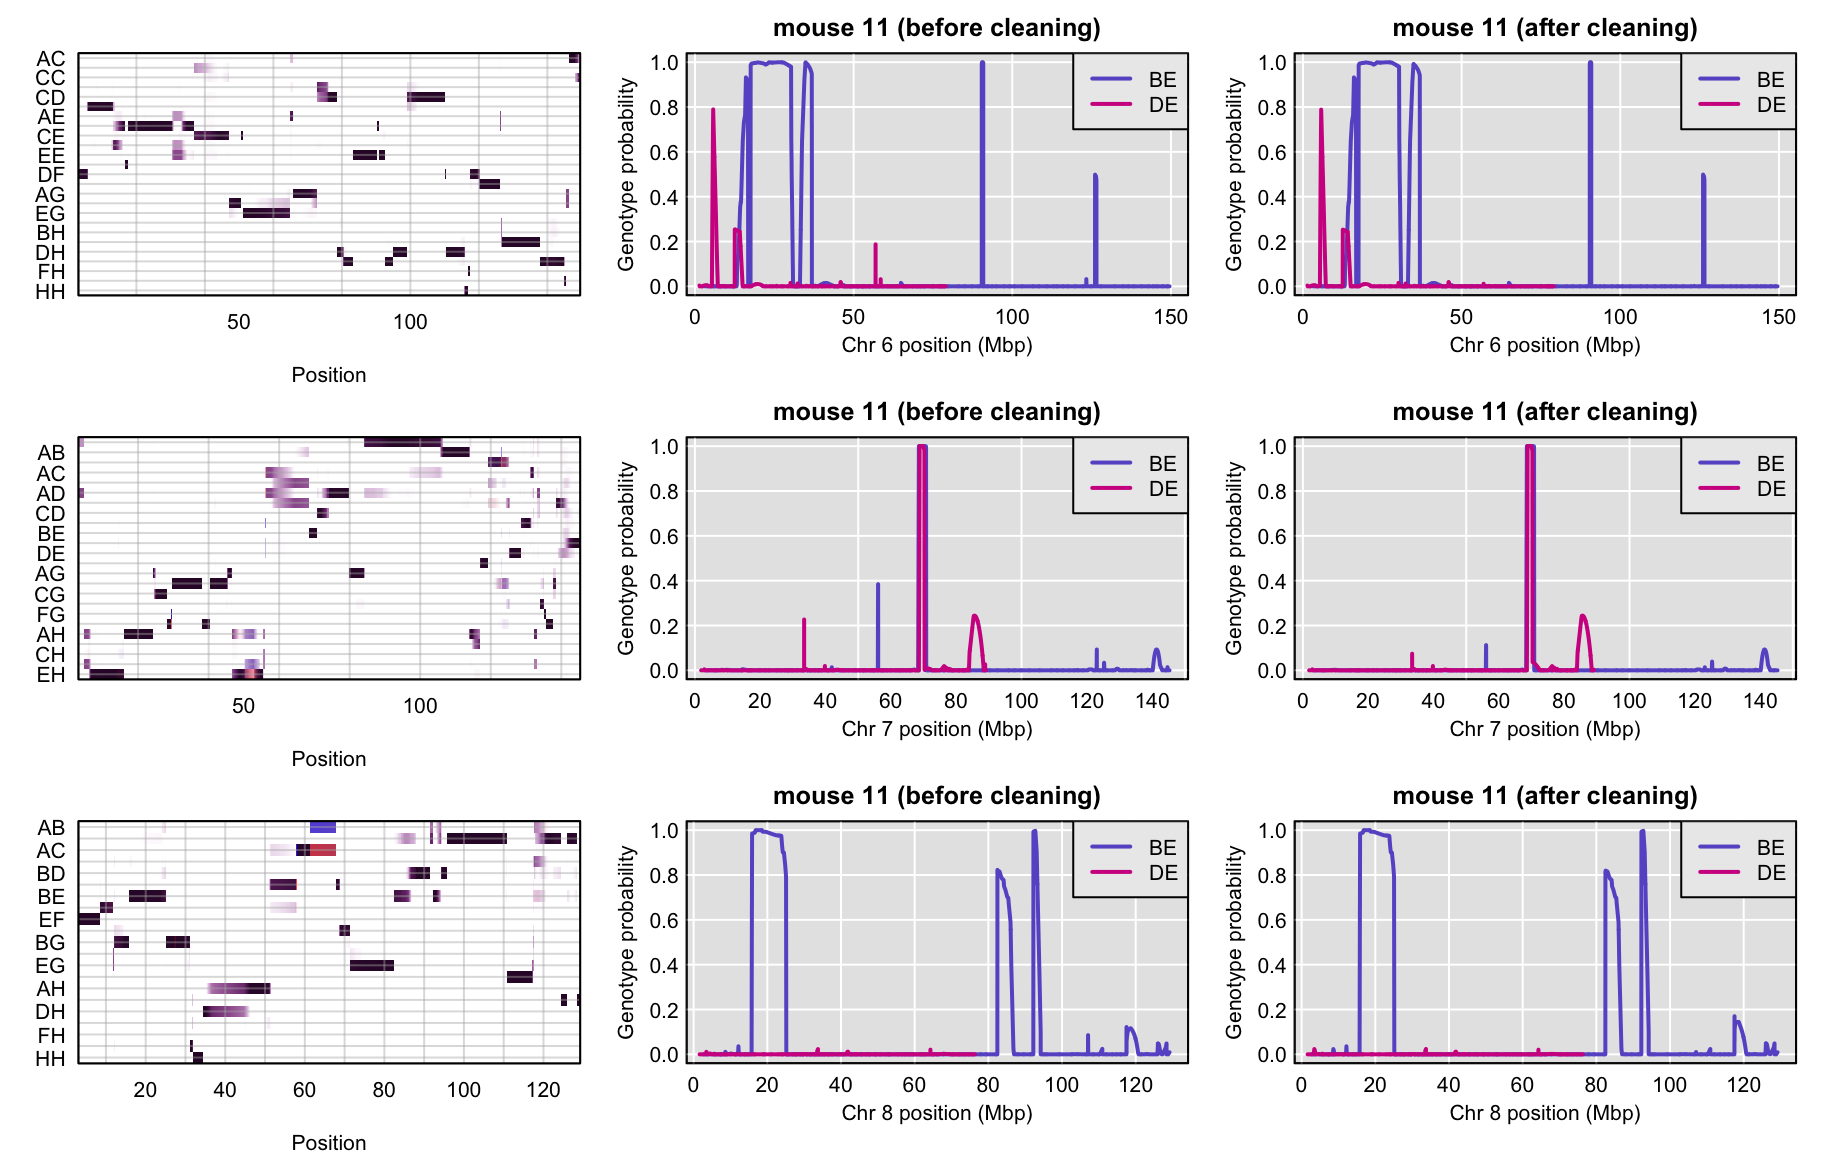 AC
CC
CD
AE
CE
EE
DF
AG
EG
BH
DH
FH
HH
50 100
Position
mouse 11 (before cleaning)
Genotype probability
1.0
0.8
0.6
0.4
0.2
0.0
BE
DE
0 50 100 150
Chr 6 position (Mbp)
mouse 11 (after cleaning)
Genotype probability
1.0
0.8
0.6
0.4
0.2
0.0
BE
DE
0 50 100 150
Chr 6 position (Mbp)
AB
AC
AD
CD
BE
DE
AG
CG
FG
AH
CH
EH
50 100
Position
mouse 11 (before cleaning)
Genotype probability
1.0
0.8
0.6
0.4
0.2
0.0
BE
DE
0 20 40 60 80 100 120 140
Chr 7 position (Mbp)
mouse 11 (after cleaning)
Genotype probability
1.0
0.8
0.6
0.4
0.2
0.0
BE
DE
0 20 40 60 80 100 120 140
Chr 7 position (Mbp)
AB
AC
BD
BE
EF
BG
EG
AH
DH
FH
HH
20 40 60 80 100 120
Position
mouse 11 (before cleaning)
Genotype probability
1.0
0.8
0.6
0.4
0.2
0.0
BE
DE
0 20 40 60 80 100 120
Chr 8 position (Mbp)
mouse 11 (after cleaning)
Genotype probability
1.0
0.8
0.6
0.4
0.2
0.0
BE
DE
0 20 40 60 80 100 120
Chr 8 position (Mbp)